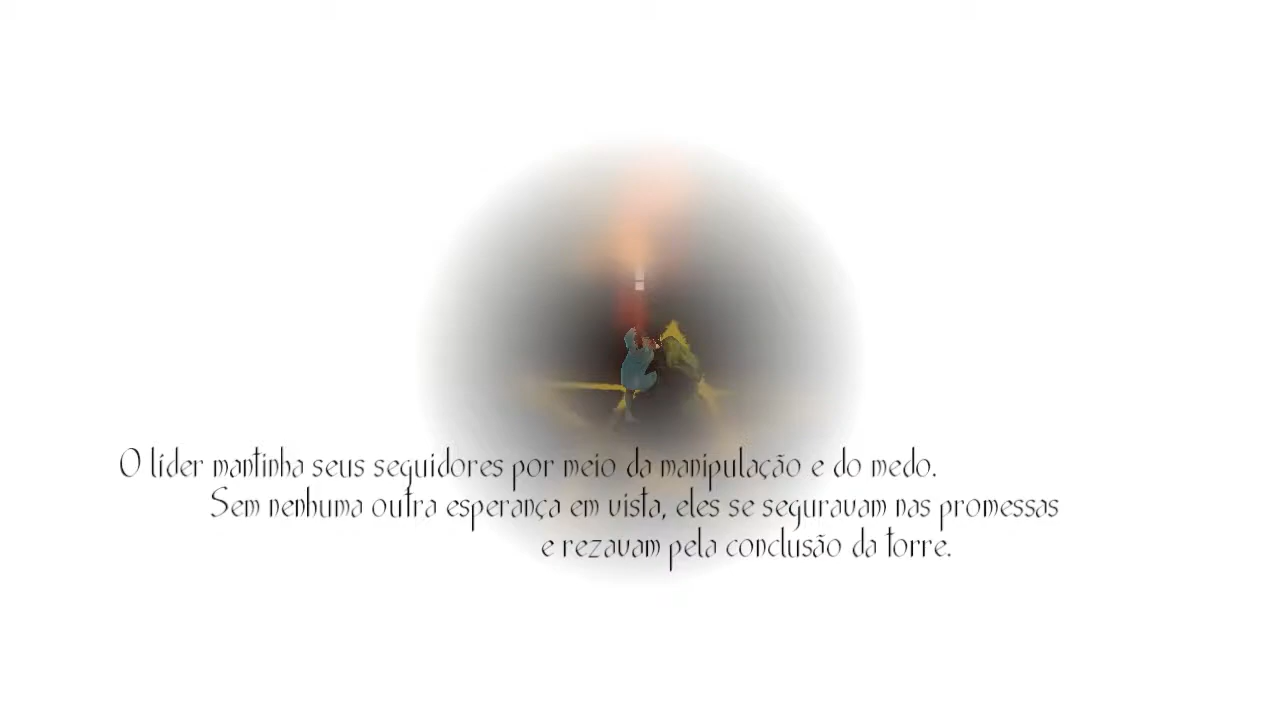 O líder mantinha seus seguidores por meio da manipulação e do medo.
Sem nenhuma outra esperança em vista, eles se seguravam nas promessas
e rezavam pela conclusão da torre.